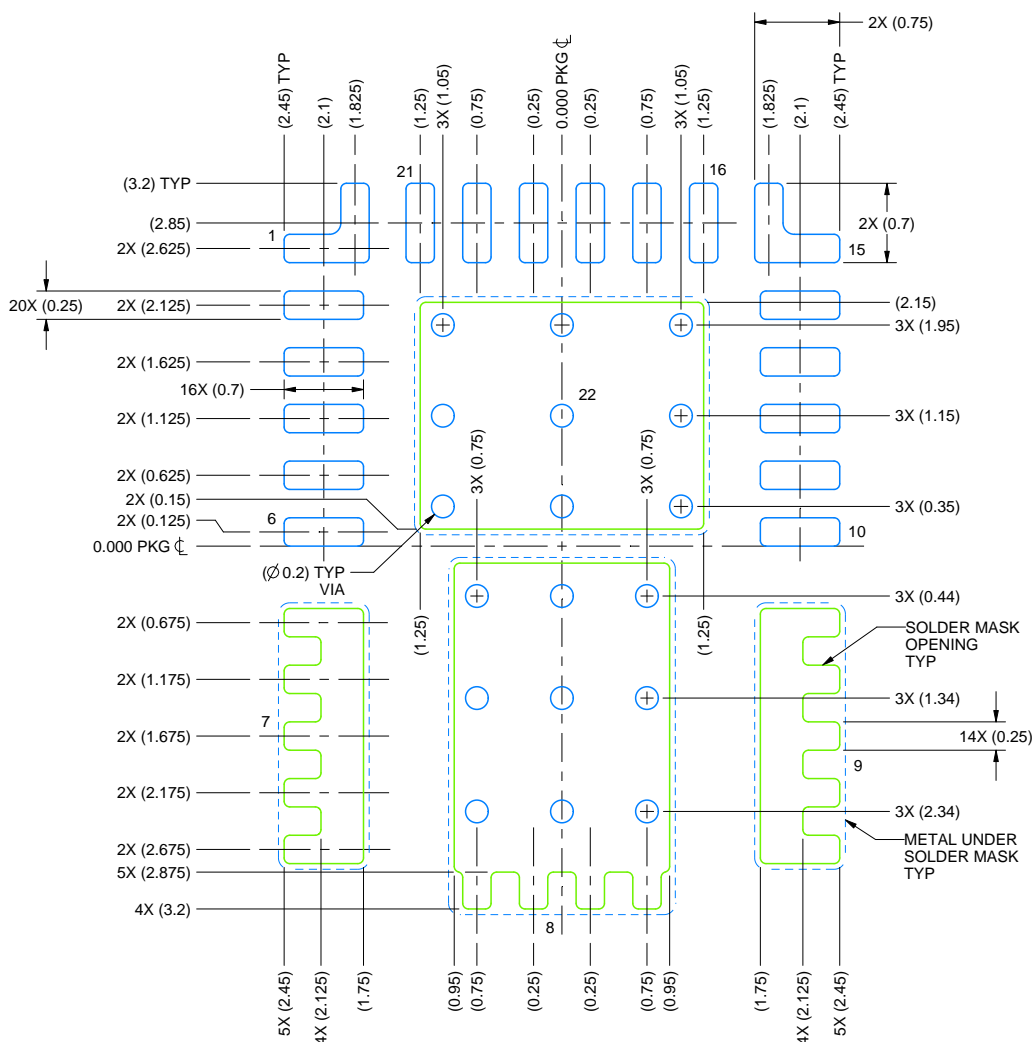 2X (0.75)
(2.45) TYP
(2.1)
(1.825)
(1.25)
3X (1.05)
(0.75)
(0.25)
0.000 PKG ℄
(0.25)
(0.75)
3X (1.05)
(1.25)
(1.825)
(2.1)
(2.45) TYP
21
16
(3.2) TYP
(2.85)
2X (0.7)
1
2X (2.625)
15
20X (0.25)
2X (2.125)
(2.15)
3X (1.95)
2X (1.625)
16X (0.7)
22
2X (1.125)
3X (1.15)
3X (0.75)
3X (0.75)
2X (0.625)
2X (0.15)
3X (0.35)
2X (0.125)
6
10
0.000 PKG ℄
(Ø 0.2) TYP
VIA
3X (0.44)
2X (0.675)
(1.25)
(1.25)
SOLDER MASK
OPENING
TYP
2X (1.175)
3X (1.34)
7
2X (1.675)
14X (0.25)
9
2X (2.175)
3X (2.34)
METAL UNDER
SOLDER MASK
TYP
2X (2.675)
5X (2.875)
4X (3.2)
8
5X (2.45)
4X (2.125)
(1.75)
(0.95)
(0.75)
(0.25)
(0.25)
(0.75)
(0.95)
(1.75)
4X (2.125)
5X (2.45)